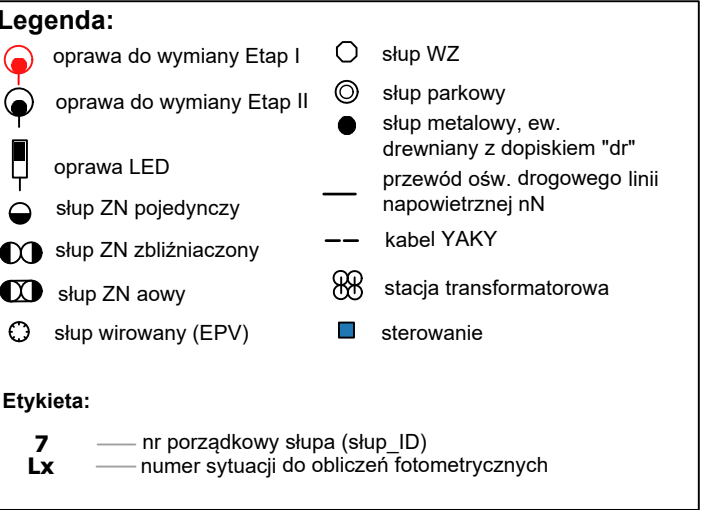 Legenda:
oprawa do wymiany Etap I
oprawa do wymiany Etap II
oprawa LED
słup ZN pojedynczy
słup ZN zbliźniaczony
słup ZN aowy
słup wirowany (EPV)
słup WZ
słup parkowy
słup metalowy, ew.
drewniany z dopiskiem "dr"
przewód ośw. drogowego linii
napowietrznej nN
kabel YAKY
stacja transformatorowa
sterowanie
Etykieta:
7 nr porządkowy słupa (słup_ID)
Lx numer sytuacji do obliczeń fotometrycznych